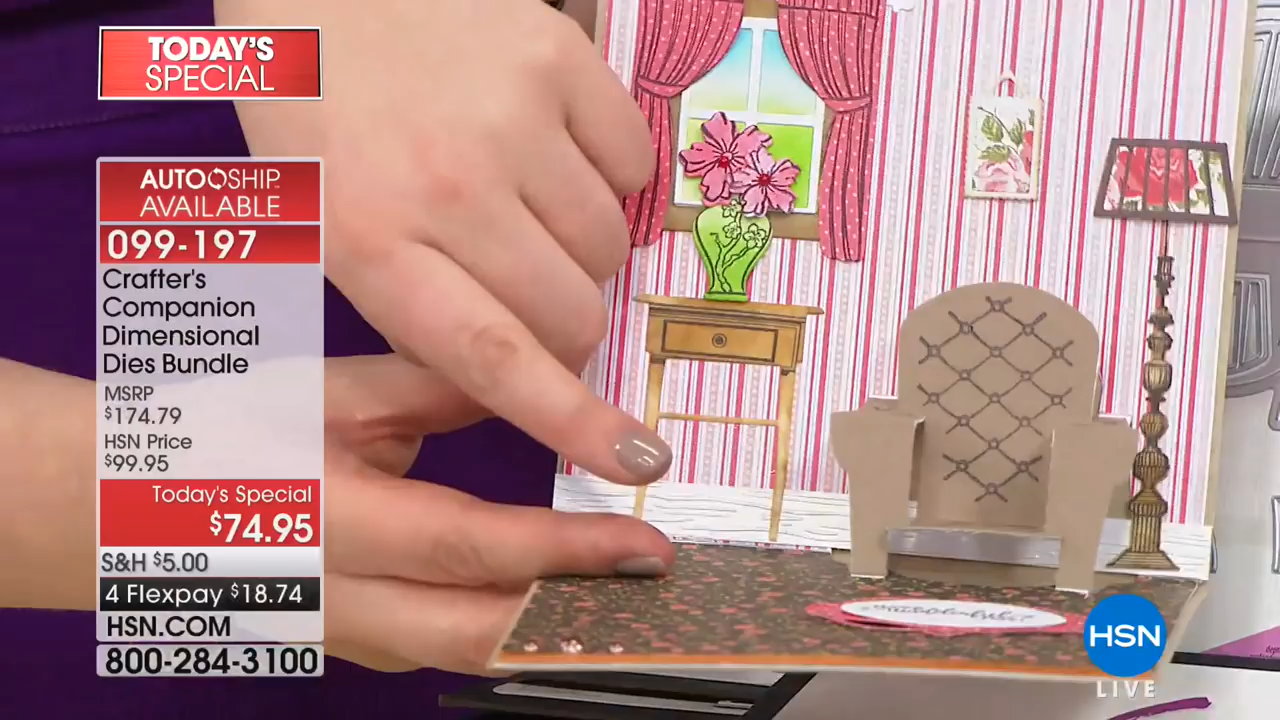 TODAY'S
SPECIAL
AUTOSHIP
AVAILABLE
099-197
Crafter's
Companion
Dimensional
Dies Bundle
MSRP
$174.79
HSN Price
$99.95
Today's Special
$74.95
S&H $5.00
4 Flexpay $18.74
HSN.COM
800-284-3100
HSN
LIVE